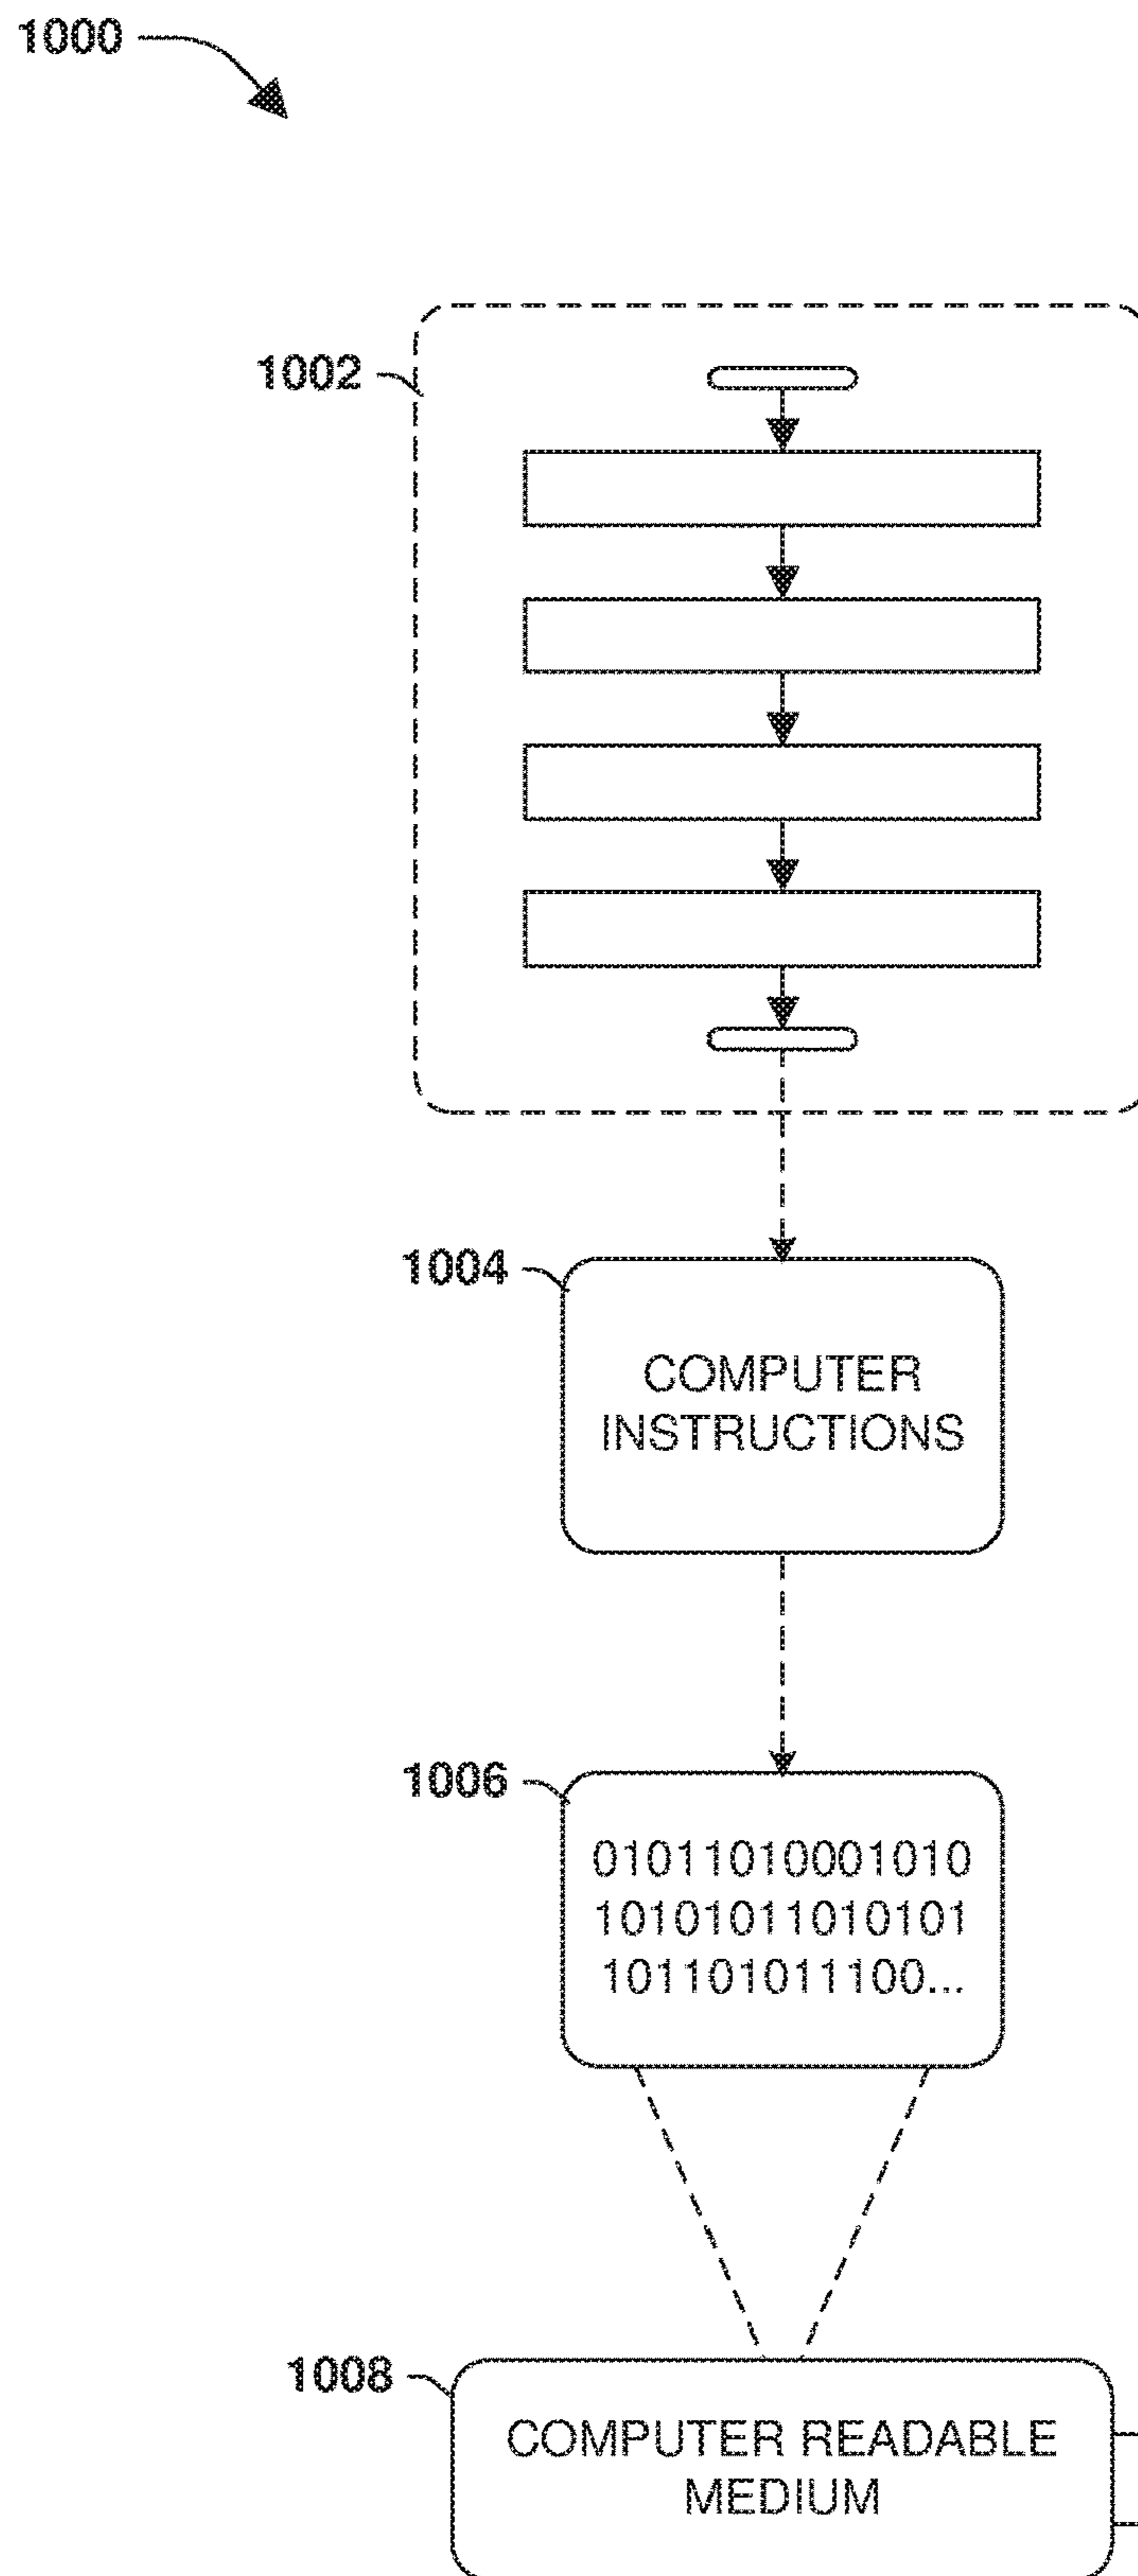 1000
1002
1004
COMPUTER
INSTRUCTIONS
1006
01011010001010
10101011010101
101101011100...
1008
COMPUTER READABLE
MEDIUM